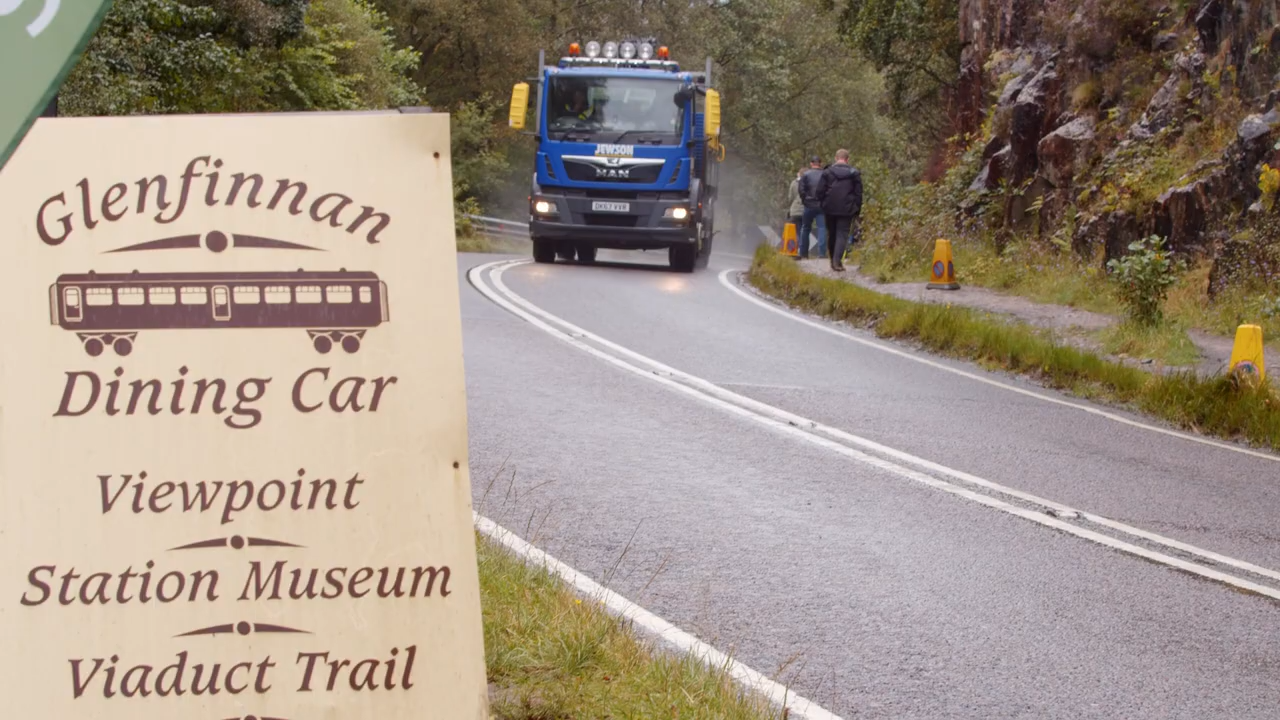 Glenfinnan
Dining Car
Viewpoint
Station Museum
Viaduct Trail
JEWSON
MAN